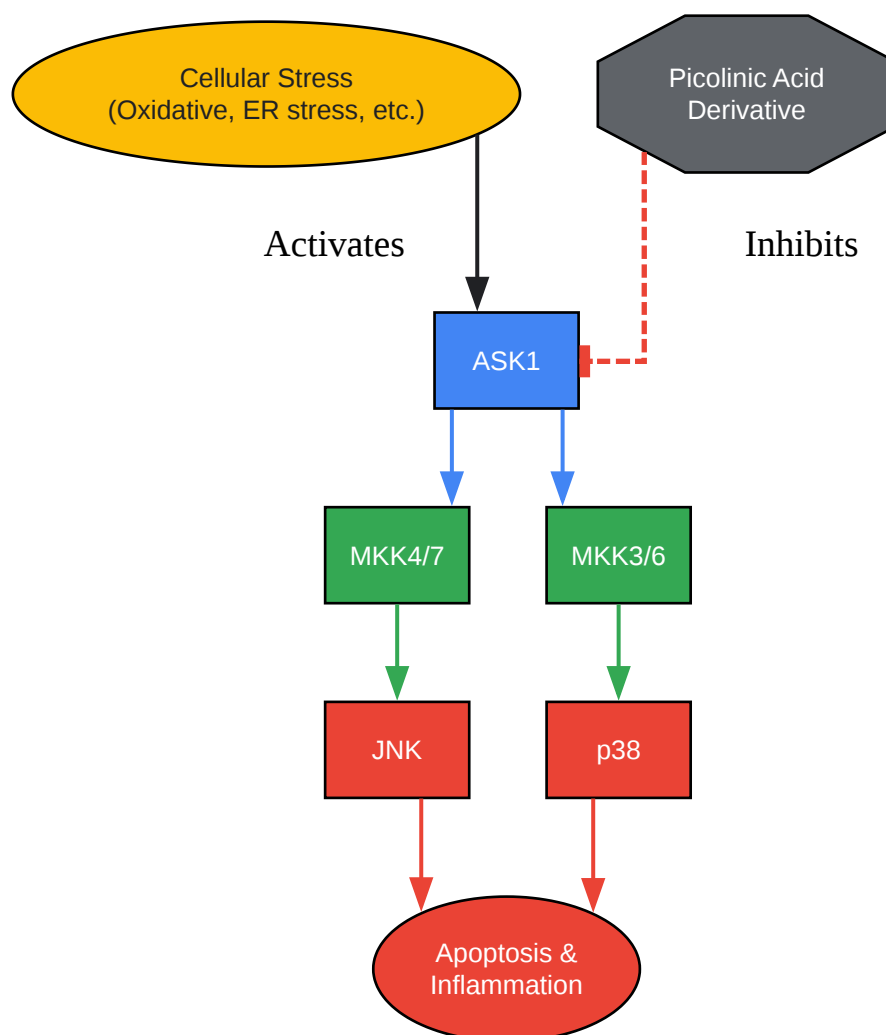 Cellular Stress
(Oxidative, ER stress, etc.)
Picolinic Acid
Derivative
Activates
Inhibits
ASK1
MKK4/7
MKK3/6
JNK
p38
Apoptosis &
Inflammation